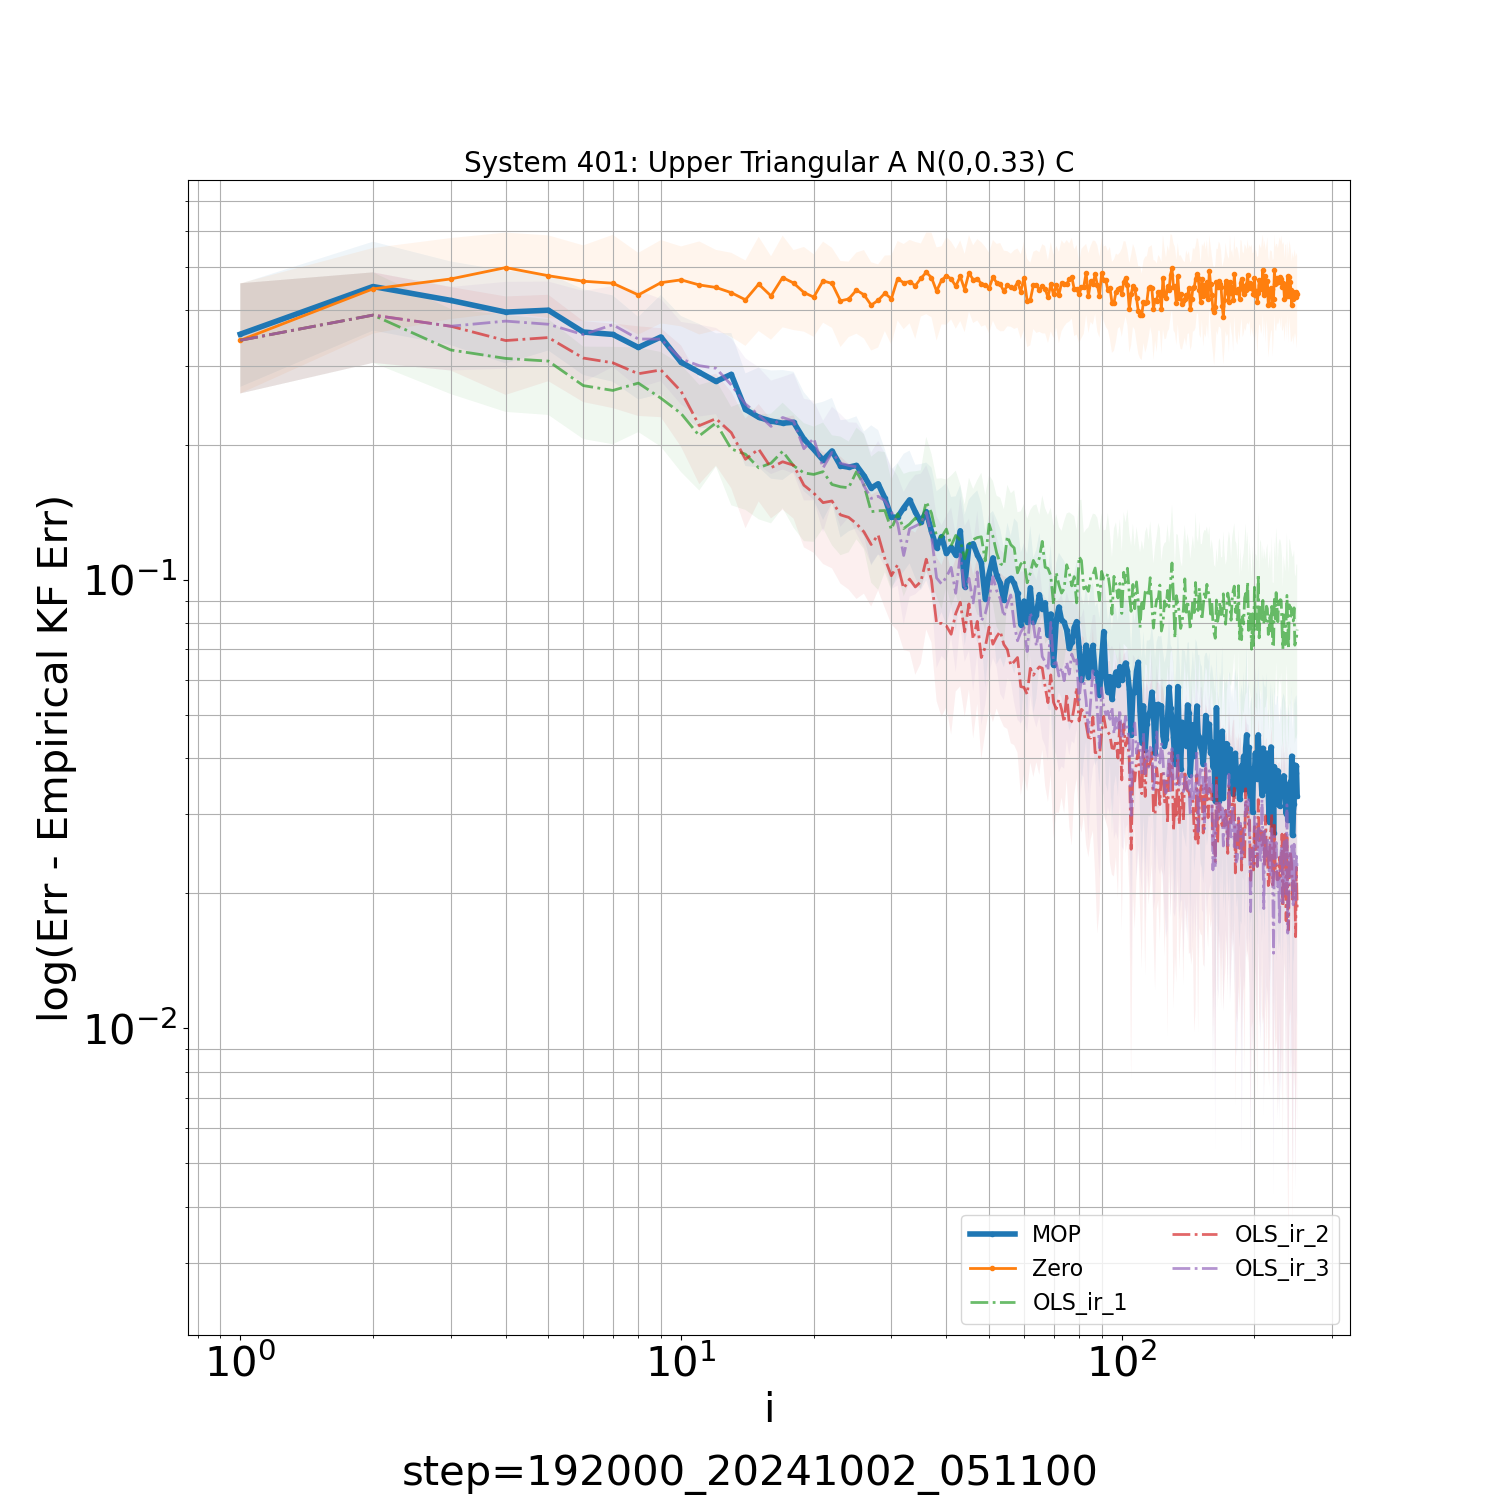 System 401: Upper Triangular A N(0,0.33) C
log(Err - Empirical KF Err)
10⁻¹
10⁻²
10⁰
10¹
10²
i
MOP
Zero
OLS_ir_1
OLS_ir_2
OLS_ir_3
step=192000_20241002_051100